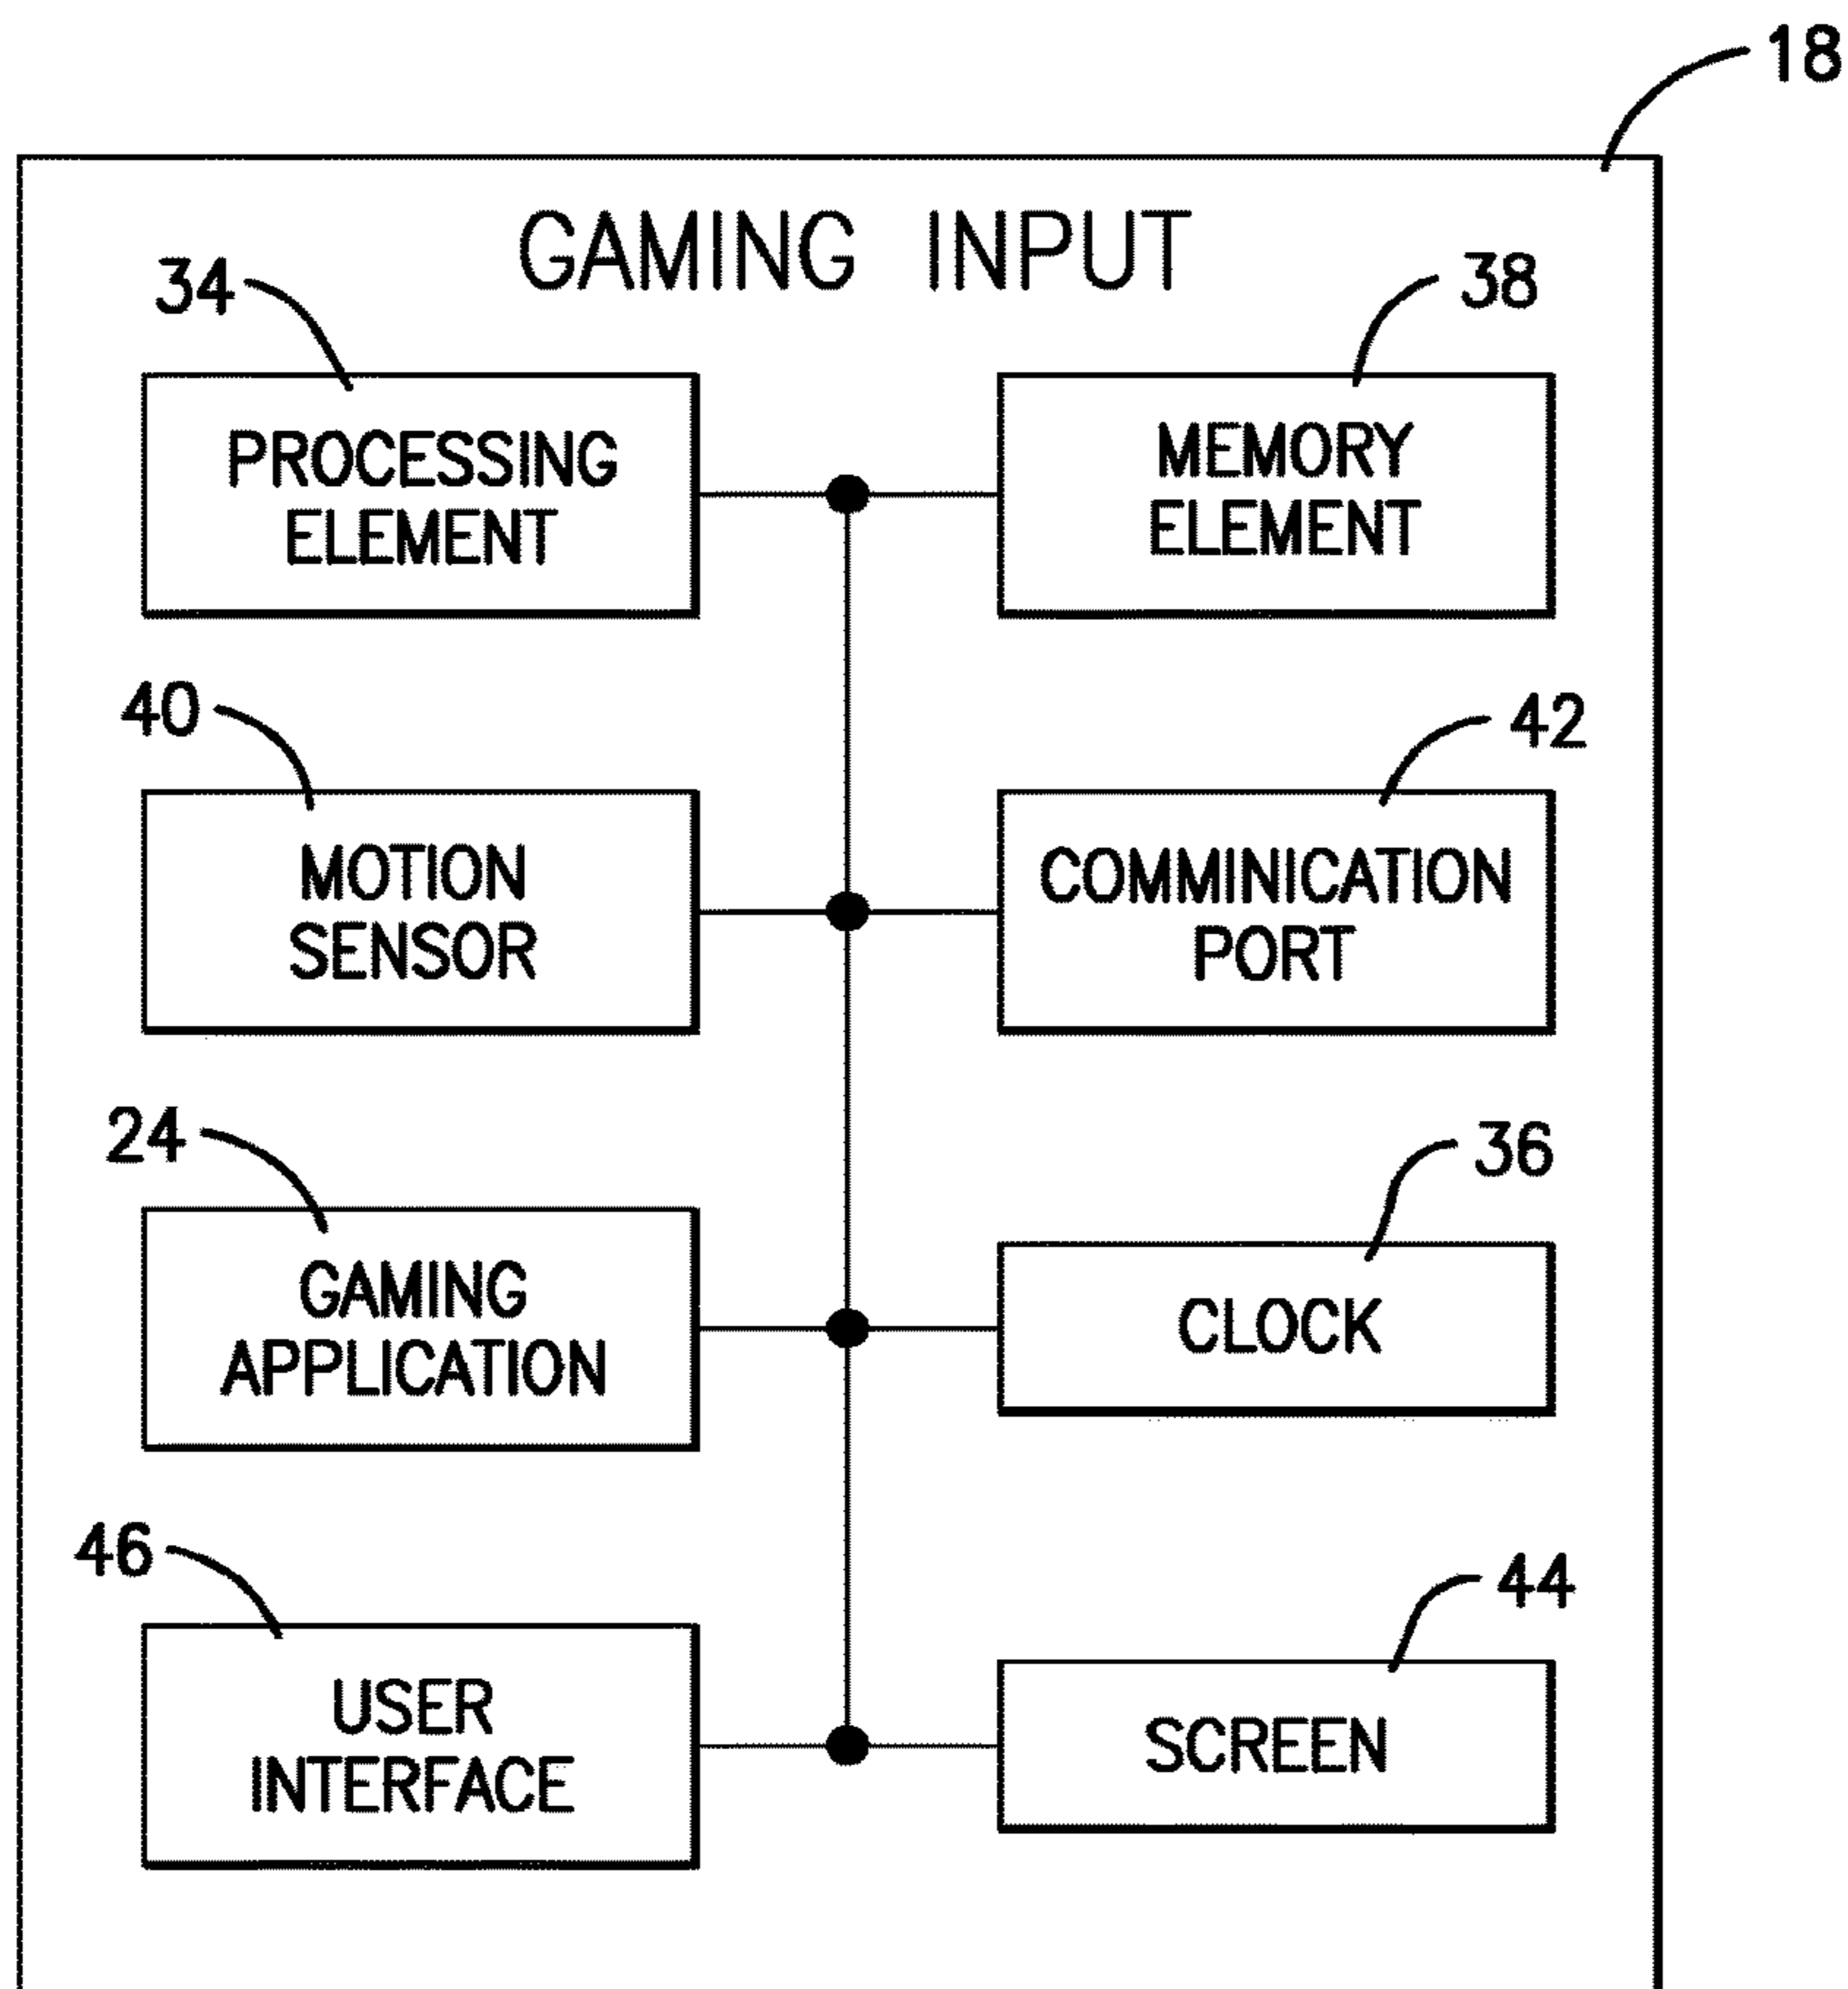 18
GAMING INPUT
34
38
PROCESSING
ELEMENT
MEMORY
ELEMENT
40
42
MOTION
SENSOR
COMMINICATION
PORT
24
36
GAMING
APPLICATION
CLOCK
46
44
USER
INTERFACE
SCREEN